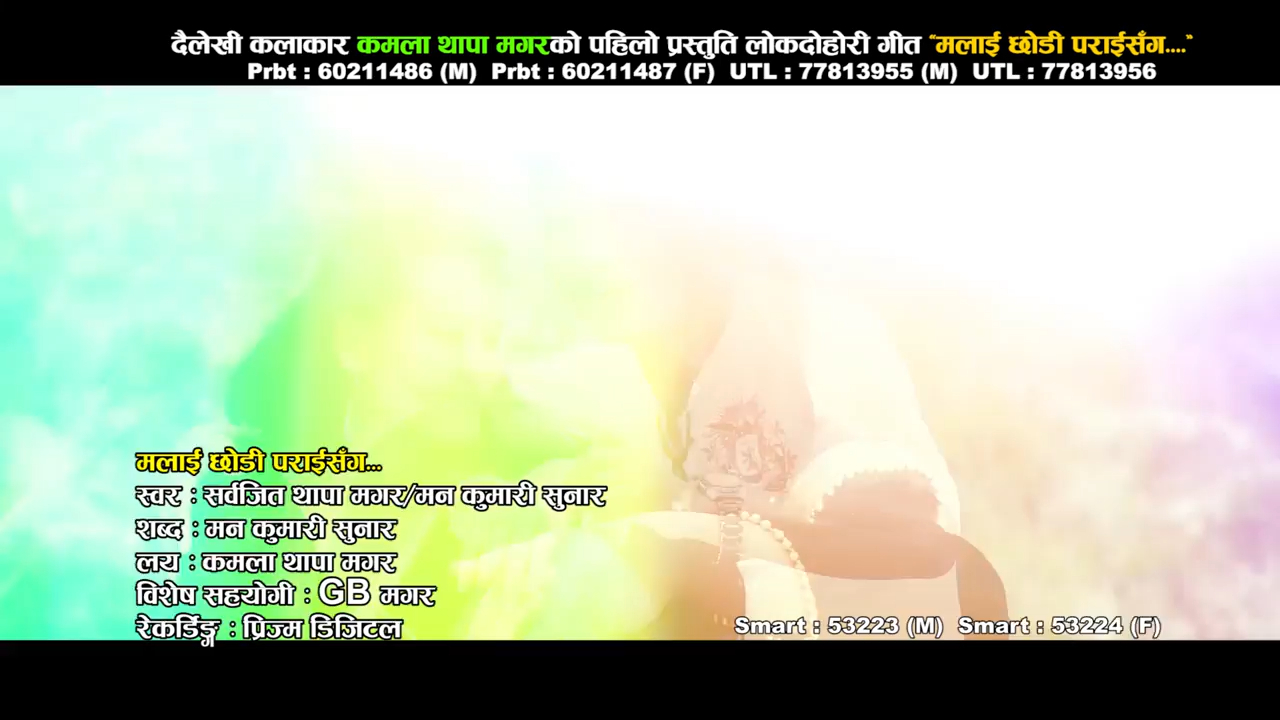 दैलेखी कलाकार कमला थापा मगरको पहिलो प्रस्तुति लोकदोहोरी गीत “मलाई छोडी पराईसँग....”
Prbt : 60211486 (M) Prbt : 60211487 (F) UTL : 77813955 (M) UTL : 77813956
मलाई छोडी पराईसँग...
स्वर : सर्वजित थापा मगर/मन कुमारी सुनार
शब्द : मन कुमारी सुनार
लय : कमला थापा मगर
विशेष सहयोगी : GB मगर
रेकर्डिङ्ग : प्रिज्म डिजिटल
Smart : 53223 (M) Smart : 53224 (F)